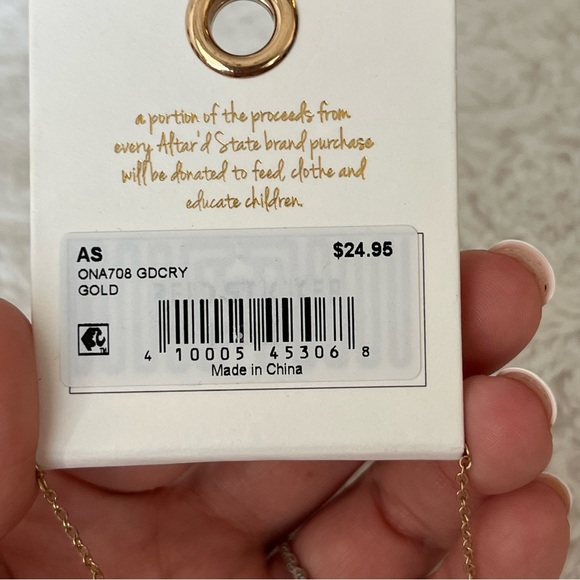 a portion of the proceeds from
every Altar'd State brand purchase
will be donated to feed, clothe and
educate children.
AS $24.95
ONA708 GDCRY
GOLD
4 10005 45306 8
Made in China